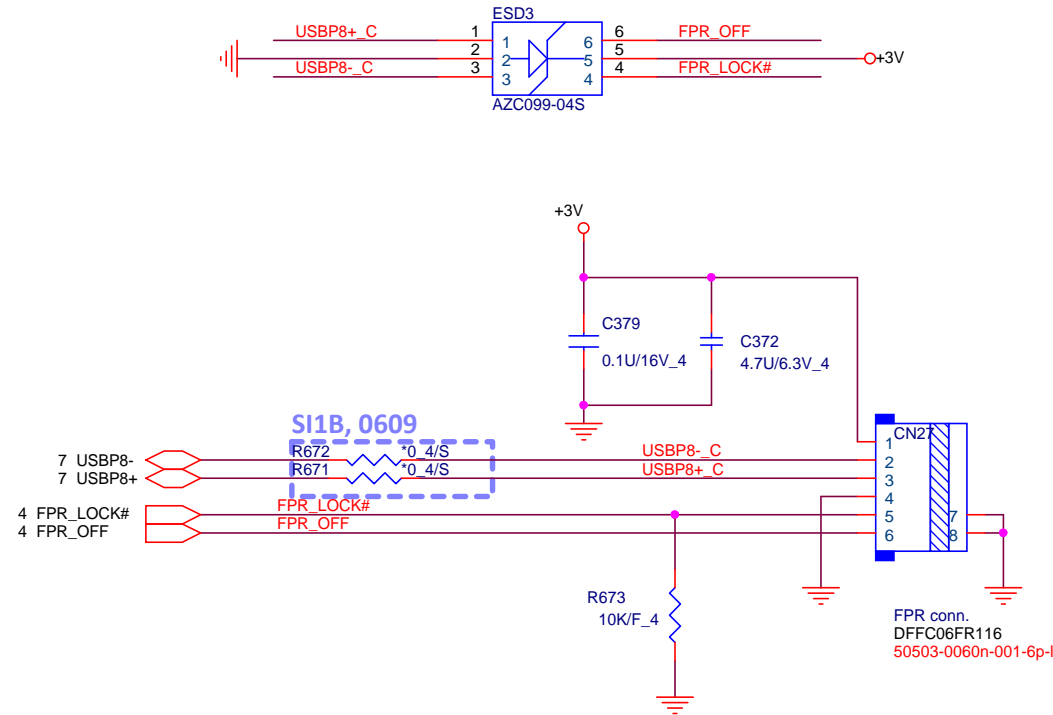 ESD3
USBP8+_C 1 1 6 6 FPR_OFF
2 2 5 5 +3V
USBP8-_C 3 3 4 4 FPR_LOCK#
AZC099-04S
+3V
C379
0.1U/16V_4
C372
4.7U/6.3V_4
SI1B, 0609
CN27
1
7 USBP8- R672 *0_4/S USBP8-_C 2
7 USBP8+ R671 *0_4/S USBP8+_C 3
4
4 FPR_LOCK# FPR_LOCK# 5 7
4 FPR_OFF FPR_OFF 6 8
R673
10K/F_4
FPR conn.
DFFC06FR116
50503-0060n-001-6p-l